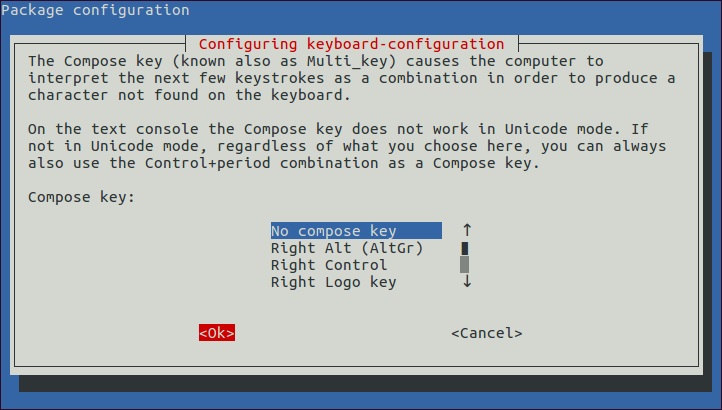 Package configuration
Configuring keyboard-configuration
The Compose key (known also as Multi_key) causes the computer to
interpret the next few keystrokes as a combination in order to produce a
character not found on the keyboard.
On the text console the Compose key does not work in Unicode mode. If
not in Unicode mode, regardless of what you choose here, you can always
also use the Control+period combination as a Compose key.
Compose key:
No compose key ↑
Right Alt (AltGr)
Right Control
Right Logo key ↓
<Ok> <Cancel>